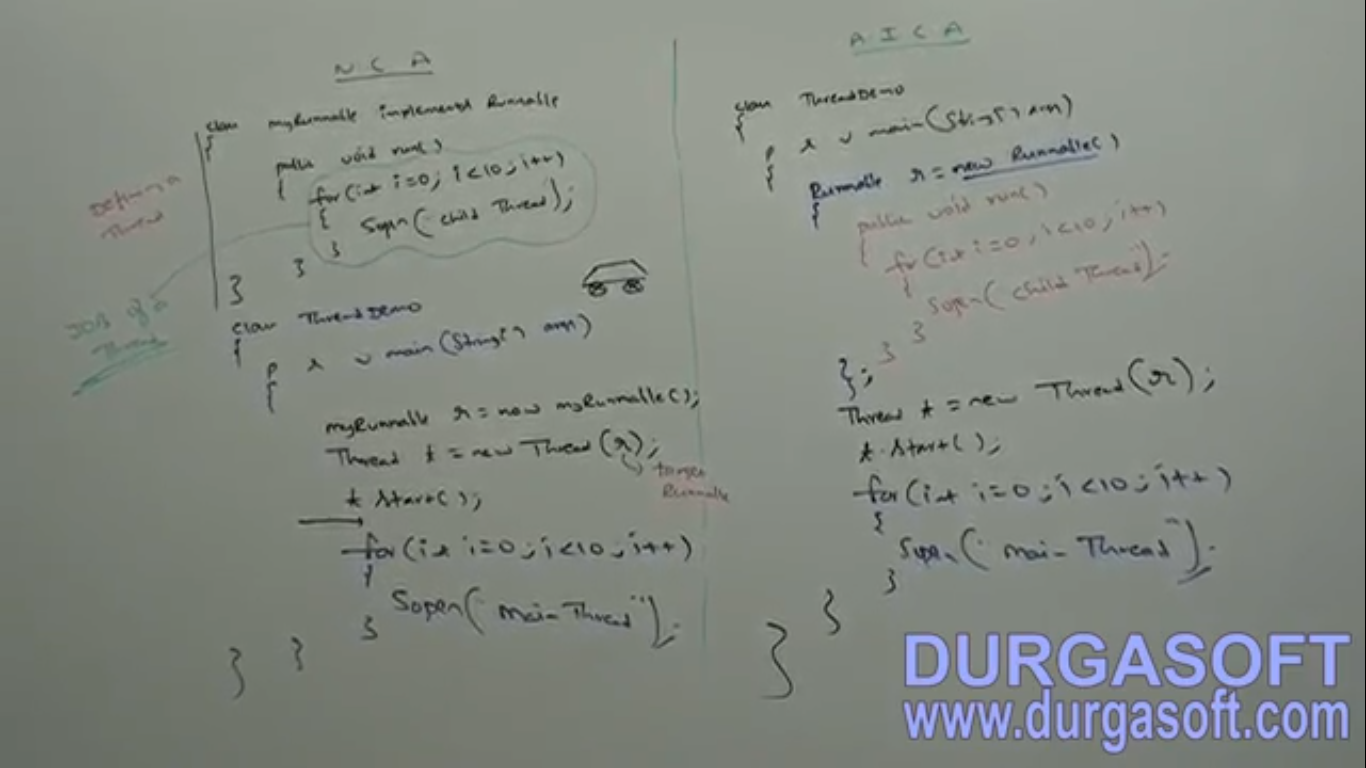 N C A
class myRunnable implements Runnable
{
public void run()
{
for(int i=0; i<10; i++)
{
Sopln("child Thread");
}
}
}
Defining a
Thread
JOB of a
Thread
class ThreadDemo
{
p s v main(String[] args)
{
myRunnable r = new myRunnable();
Thread t = new Thread(r);
target
Runnable
t.start();
for(int i=0; i<10; i++)
{
Sopln("main Thread");
}
}
}
A I C A
class ThreadDemo
{
p s v main(String[] args)
{
Runnable r = new Runnable()
{
public void run()
{
for(int i=0; i<10; i++)
{
Sopln("child Thread");
}
}
};
Thread t = new Thread(r);
t.start();
for(int i=0; i<10; i++)
{
Sopln("main Thread");
}
}
}
DURGASOFT
www.durgasoft.com